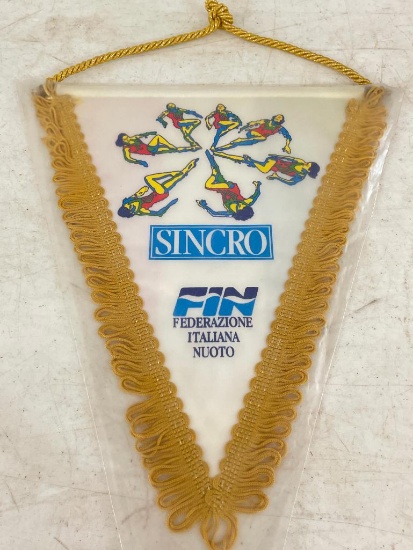 SINCRO
FIN
FEDERAZIONE
ITALIANA
NUOTO